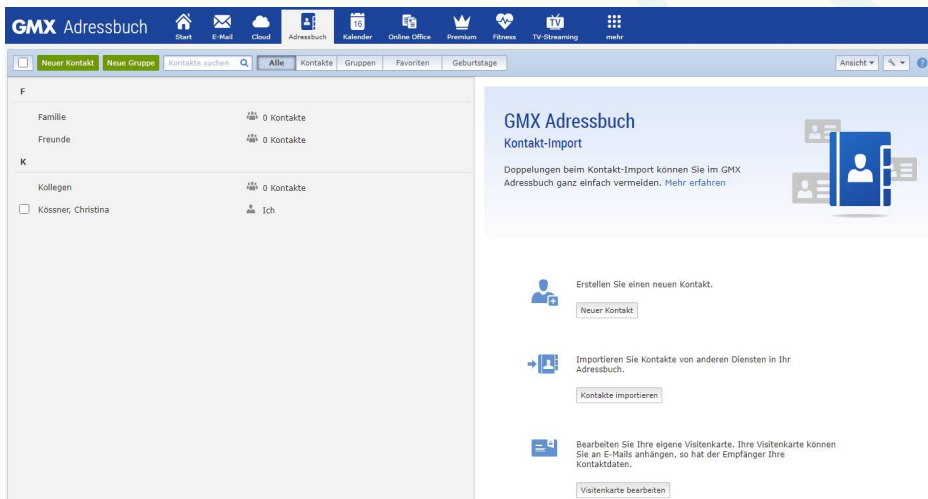 GMX Adressbuch
Start
E-Mail
Cloud
Adressbuch
16
Kalender
Online Office
Premium
Fitness
TV
TV-Streaming
mehr
Neuer Kontakt Neue Gruppe Kontakte suchen Alle Kontakte Gruppen Favoriten Geburtstage Ansicht ?
F
Familie 0 Kontakte
Freunde 0 Kontakte
K
Kollegen 0 Kontakte
Kössner, Christina Ich
GMX Adressbuch
Kontakt-Import
Doppelungen beim Kontakt-Import können Sie im GMX
Adressbuch ganz einfach vermeiden. Mehr erfahren
Erstellen Sie einen neuen Kontakt.
Neuer Kontakt
Importieren Sie Kontakte von anderen Diensten in Ihr
Adressbuch.
Kontakte importieren
Bearbeiten Sie Ihre eigene Visitenkarte. Ihre Visitenkarte können
Sie an E-Mails anhängen, so hat der Empfänger Ihre
Kontaktdaten.
Visitenkarte bearbeiten